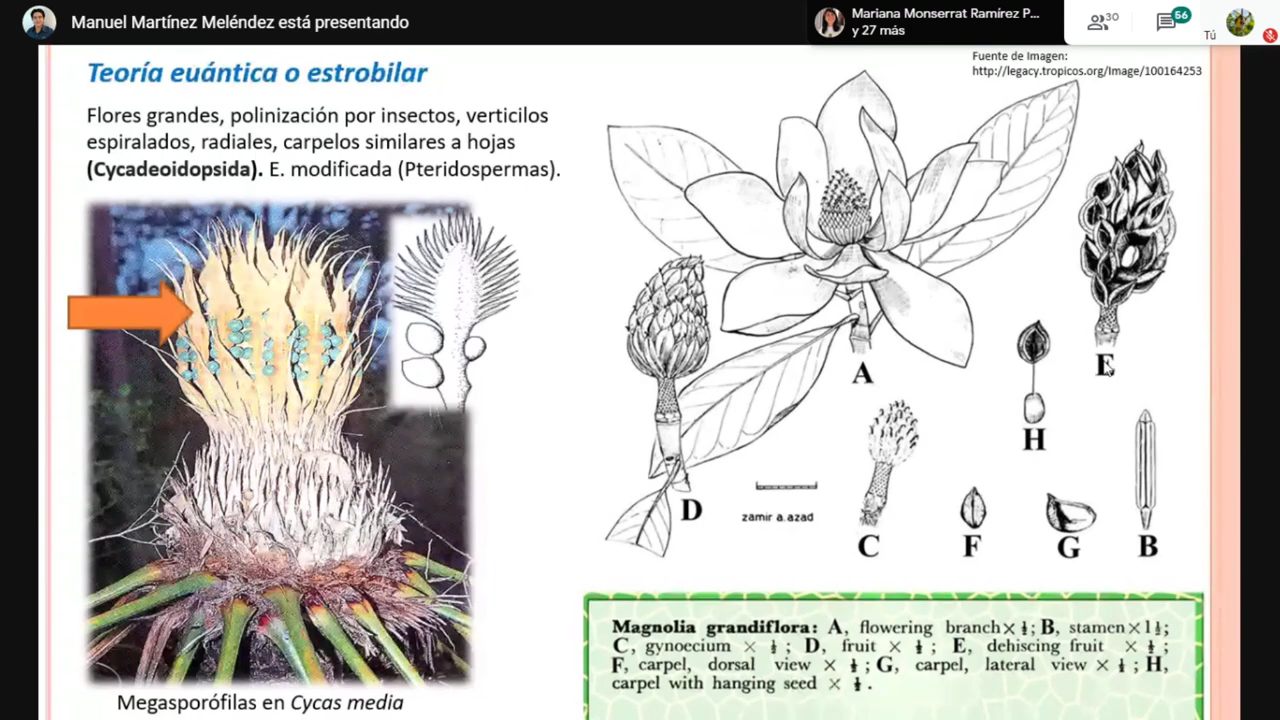 Manuel Martínez Meléndez está presentando
Mariana Monserrat Ramírez P...
y 27 más
30
56
Tú
Teoría euántica o estrobilar
Flores grandes, polinización por insectos, verticilos
espiralados, radiales, carpelos similares a hojas
(Cycadeoidopsida). E. modificada (Pteridospermas).
Fuente de Imagen:
http://legacy.tropicos.org/Image/100164253
A
E
H
D
zamir a.azad
C
F
G
B
Magnolia grandiflora: A, flowering branch × ½; B, stamen × 1½;
C, gynoecium × ½; D, fruit × ½; E, dehiscing fruit × ½;
F, carpel, dorsal view × ½; G, carpel, lateral view × ½; H,
carpel with hanging seed × ½.
Megasporófilas en Cycas media